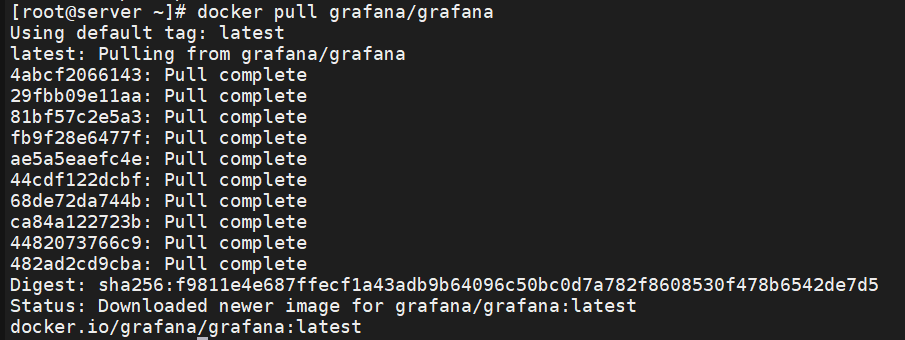 [root@server ~]# docker pull grafana/grafana
Using default tag: latest
latest: Pulling from grafana/grafana
4abcf2066143: Pull complete
29fbb09e11aa: Pull complete
81bf57c2e5a3: Pull complete
fb9f28e6477f: Pull complete
ae5a5eaefc4e: Pull complete
44cdf122dcbf: Pull complete
68de72da744b: Pull complete
ca84a122723b: Pull complete
4482073766c9: Pull complete
482ad2cd9cba: Pull complete
Digest: sha256:f9811e4e687ffecf1a43adb9b64096c50bc0d7a782f8608530f478b6542de7d5
Status: Downloaded newer image for grafana/grafana:latest
docker.io/grafana/grafana:latest